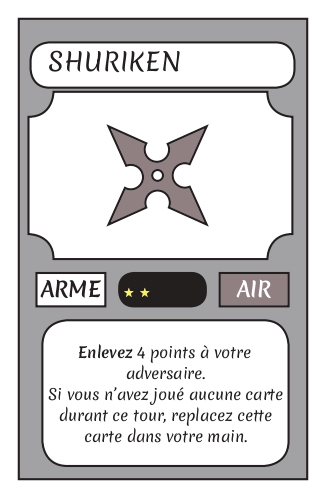 SHURIKEN
ARME
AIR
Enlevez 4 points à votre
adversaire.
Si vous n'avez joué aucune carte
durant ce tour, replacez cette
carte dans votre main.